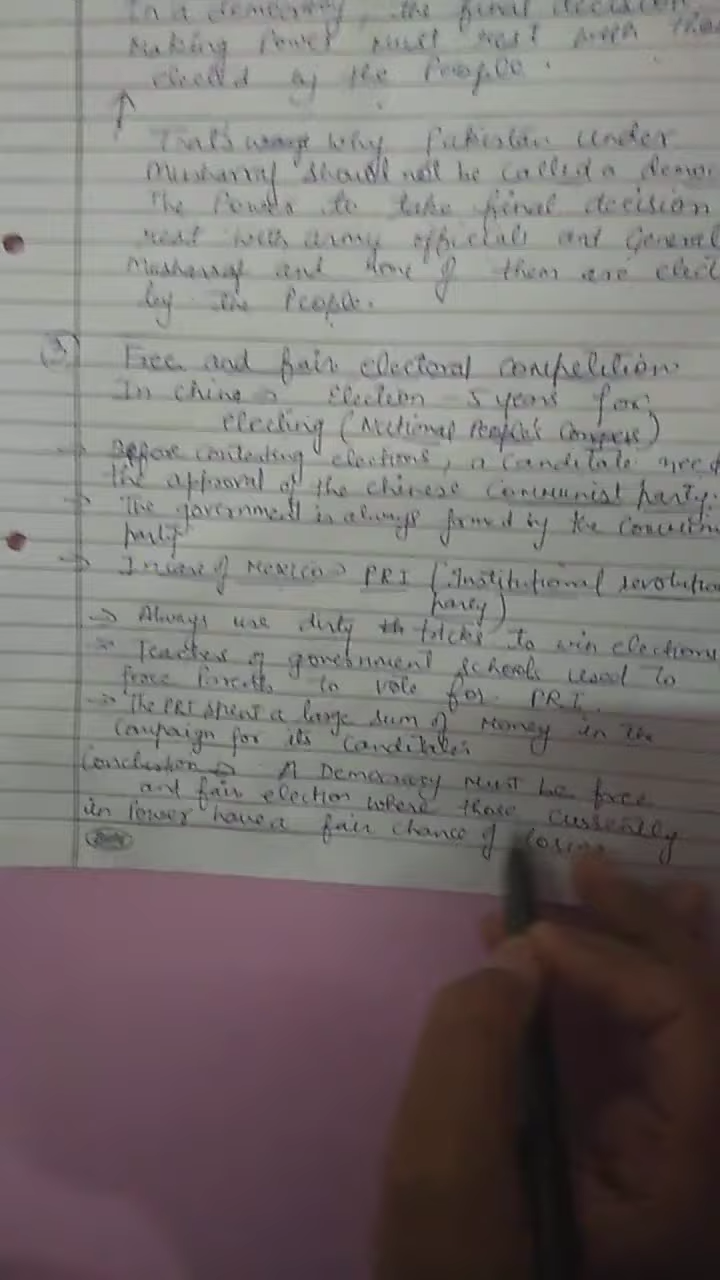 In a democracy, the final decision
Making Power must rest with those
elected by the People.
That's why Pakistan under
Musharraf should not be called a demo
The Power to take final decision
rest with army officials and General
Musharraf and none of them are elect
by the People.
(3) Free and fair electoral competition
In China → Election 5 years for
electing (National People's Congress)
→ Before contesting elections, a candidate need
the approval of the chinese communist party.
→ The government is always formed by the
party
→ In case of Mexico → PRI (Institutional revolution
party)
→ Always use dirty tricks to win elections
→ Teachers of government schools used to
force Parents to vote for PRI.
→ The PRI spent a large sum of money in the
campaign for its candidates
Conclusion → A Democracy must be free
and fair election where those currently
in Power have a fair chance of losing